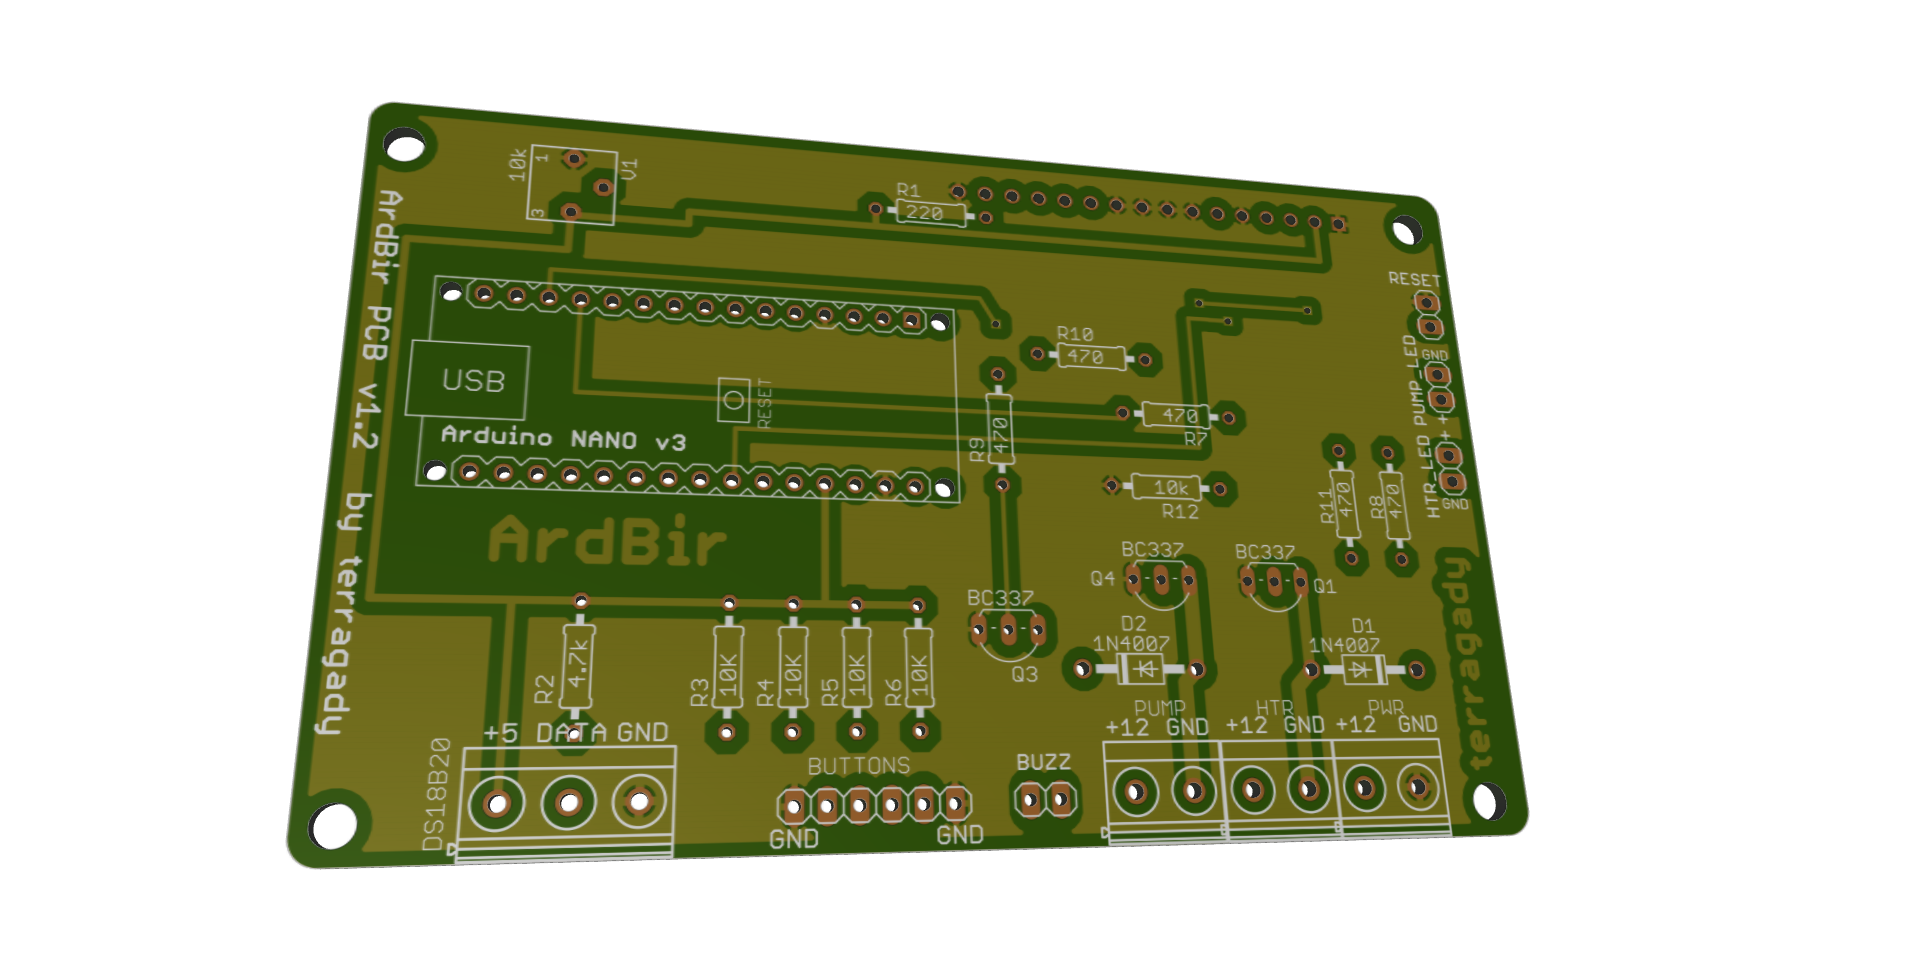 10k
1
3
V1
R1
220
ArdBir PCB v1.2 by terragady
RESET
USB
RESET
Arduino NANO v3
R10
470
R9
470
470
R7
10k
R12
GND
PUMP_LED
+
+
HTR_LED
GND
R11
470
R8
470
ArdBir
BC337
Q4
BC337
Q1
BC337
Q3
D2
1N4007
D1
1N4007
R2
4.7k
R3
10K
R4
10K
R5
10K
R6
10K
terragady
PUMP
HTR
PWR
+12 GND
+12 GND
+12 GND
+5 DATA GND
DS18B20
BUTTONS
GND
GND
BUZZ